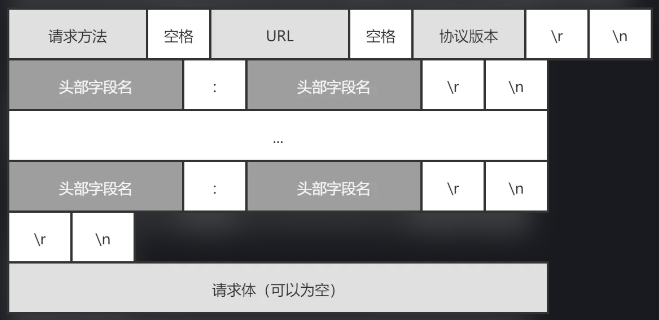 请求方法 空格 URL 空格 协议版本 \r \n
头部字段名 : 头部字段名 \r \n
...
头部字段名 : 头部字段名 \r \n
\r \n
请求体（可以为空）